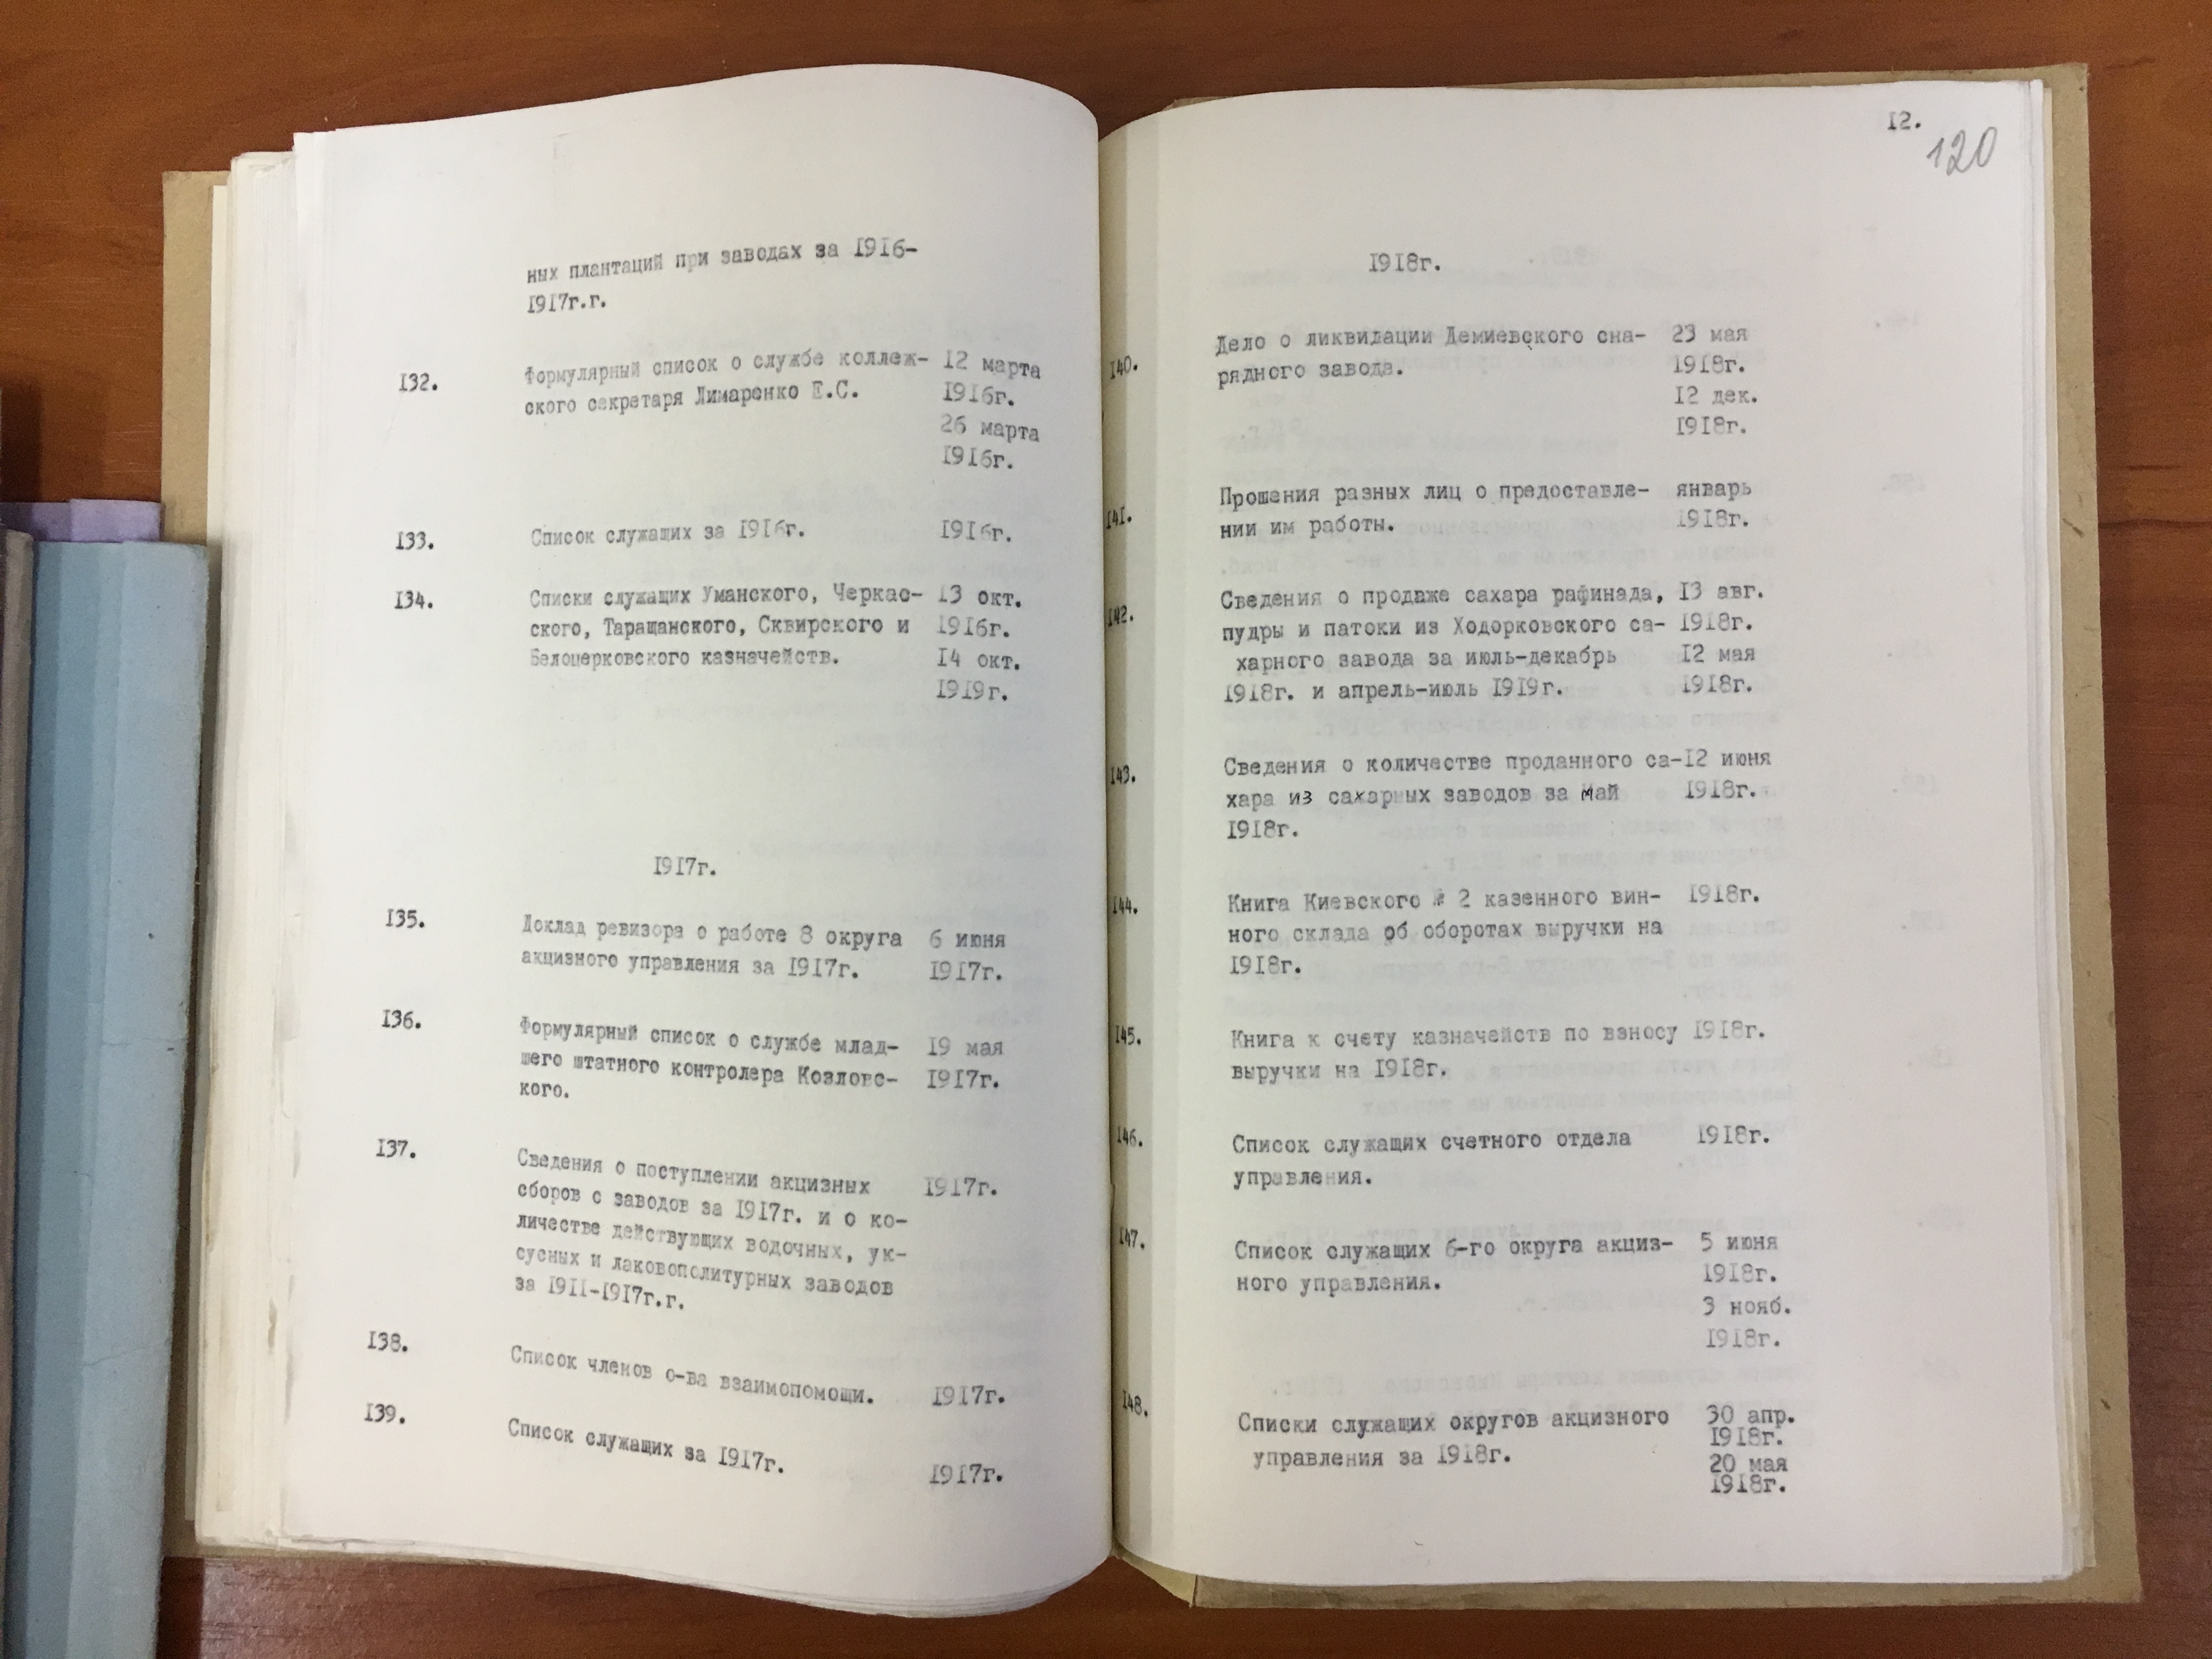 ных плантаций при заводах за 1916-
1917г.г.
132. Формулярный список о службе коллеж- 12 марта
ского секретаря Лимаренко Е.С. 1916г.
26 марта
1916г.
133. Список служащих за 1916г. 1916г.
134. Списки служащих Уманского, Черкас- 13 окт.
ского, Таращанского, Сквирского и 1916г.
Белоцерковского казначейств. 14 окт.
1919г.
1917г.
135. Доклад ревизора о работе 8 округа 6 июня
акцизного управления за 1917г. 1917г.
136. Формулярный список о службе млад- 19 мая
шего штатного контролера Козловс- 1917г.
кого.
137. Сведения о поступлении акцизных 1917г.
сборов с заводов за 1917г. и о ко-
личестве действующих водочных, ук-
сусных и лаковополитурных заводов
за 1911-1917г.г.
138. Список членов о-ва взаимопомощи. 1917г.
139. Список служащих за 1917г. 1917г.
12.
120
1918г.
140. Дело о ликвидации Демиевского сна- 23 мая
рядного завода. 1918г.
12 дек.
1918г.
141. Прошения разных лиц о предоставле- январь
нии им работы. 1918г.
142. Сведения о продаже сахара рафинада, 13 авг.
пудры и патоки из Ходорковского са- 1918г.
харного завода за июль-декабрь 12 мая
1918г. и апрель-июль 1919г. 1918г.
143. Сведения о количестве проданного са- 12 июня
хара из сахарных заводов за май 1918г.
1918г.
144. Книга Киевского № 2 казенного вин- 1918г.
ного склада об оборотах выручки на
1918г.
145. Книга к счету казначейств по взносу 1918г.
выручки на 1918г.
146. Список служащих счетного отдела 1918г.
управления.
147. Список служащих 6-го округа акциз- 5 июня
ного управления. 1918г.
3 нояб.
1918г.
148. Списки служащих округов акцизного 30 апр.
1918г.
управления за 1918г. 20 мая
1918г.